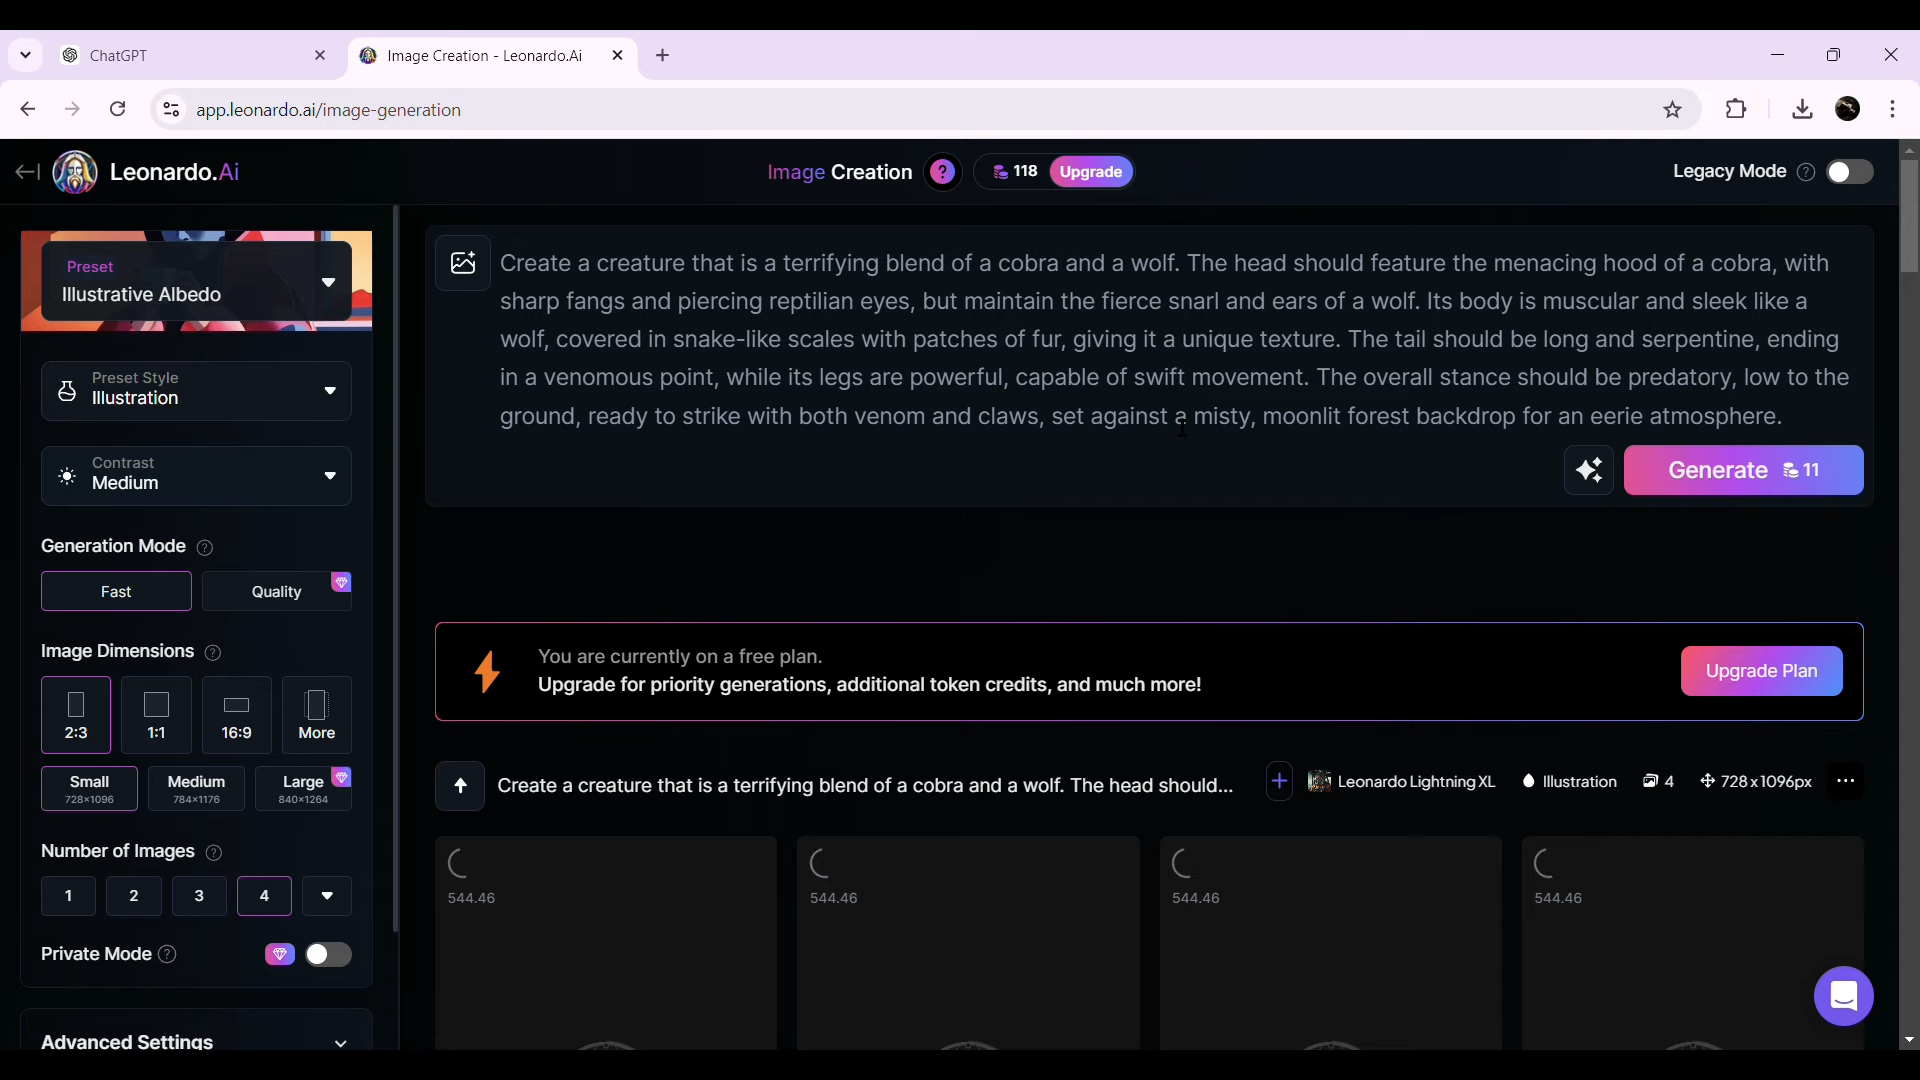 ChatGPT
Image Creation - Leonardo.Ai
app.leonardo.ai/image-generation
Leonardo.Ai
Image Creation
?
118
Upgrade
Legacy Mode ?
Preset
Illustrative Albedo
Preset Style
Illustration
Contrast
Medium
Generation Mode ?
Fast
Quality
Image Dimensions ?
2:3
1:1
16:9
More
Small
728×1096
Medium
784×1176
Large
840×1264
Number of Images ?
1
2
3
4
Private Mode ?
Advanced Settings
Create a creature that is a terrifying blend of a cobra and a wolf. The head should feature the menacing hood of a cobra, with
sharp fangs and piercing reptilian eyes, but maintain the fierce snarl and ears of a wolf. Its body is muscular and sleek like a
wolf, covered in snake-like scales with patches of fur, giving it a unique texture. The tail should be long and serpentine, ending
in a venomous point, while its legs are powerful, capable of swift movement. The overall stance should be predatory, low to the
ground, ready to strike with both venom and claws, set against a misty, moonlit forest backdrop for an eerie atmosphere.
Generate 11
You are currently on a free plan.
Upgrade for priority generations, additional token credits, and much more!
Upgrade Plan
Create a creature that is a terrifying blend of a cobra and a wolf. The head should...
Leonardo Lightning XL
Illustration
4
728 x 1096px
544.46
544.46
544.46
544.46